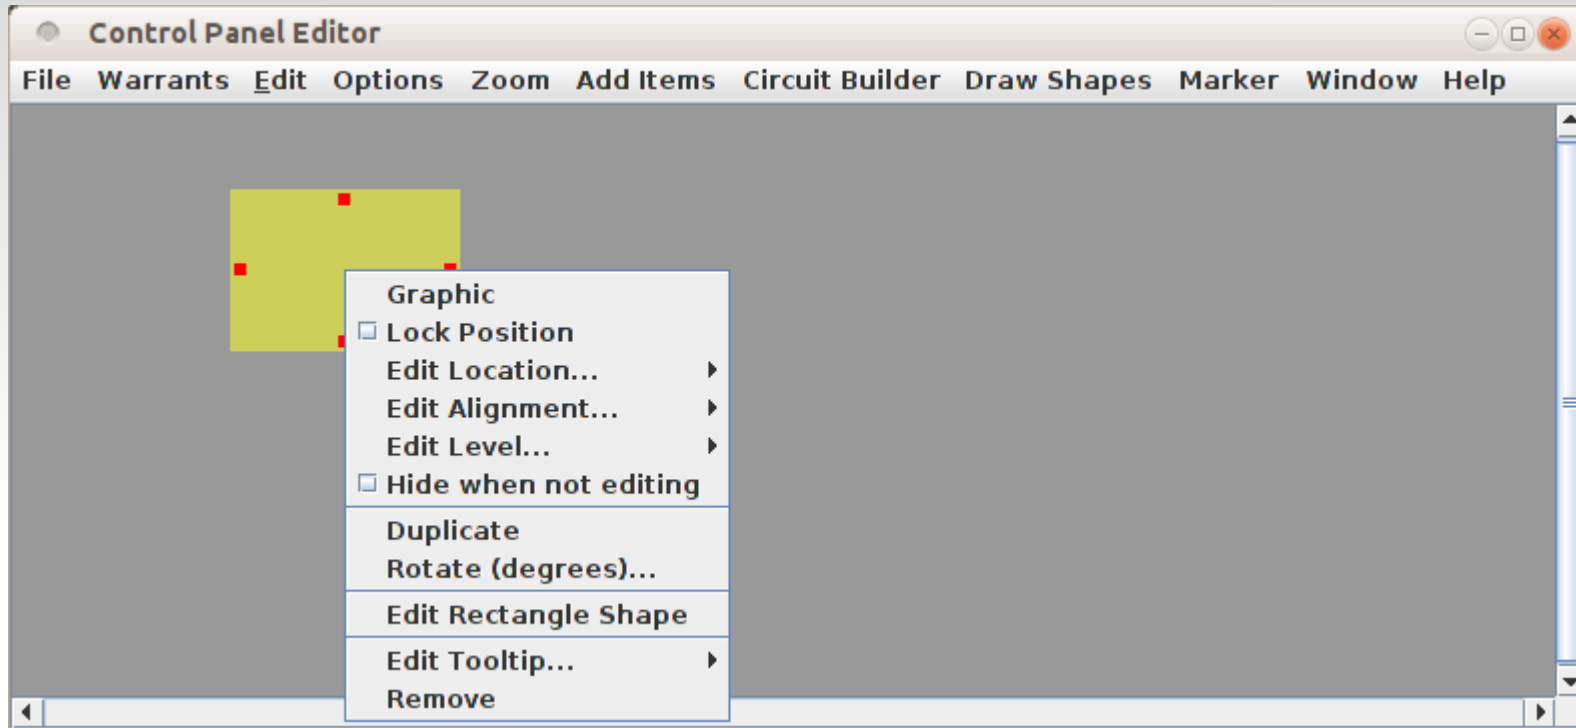 Control Panel Editor
File Warrants Edit Options Zoom Add Items Circuit Builder Draw Shapes Marker Window Help
Graphic
Lock Position
Edit Location...
Edit Alignment...
Edit Level...
Hide when not editing
Duplicate
Rotate (degrees)...
Edit Rectangle Shape
Edit Tooltip...
Remove